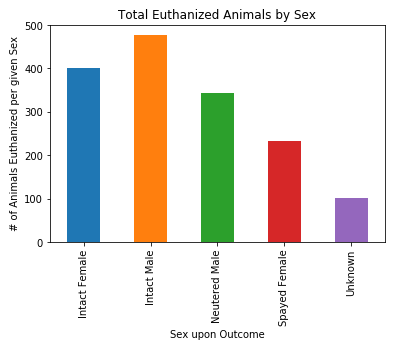 Total Euthanized Animals by Sex
# of Animals Euthanized per given Sex
500
400
300
200
100
0
Intact Female
Intact Male
Neutered Male
Spayed Female
Unknown
Sex upon Outcome